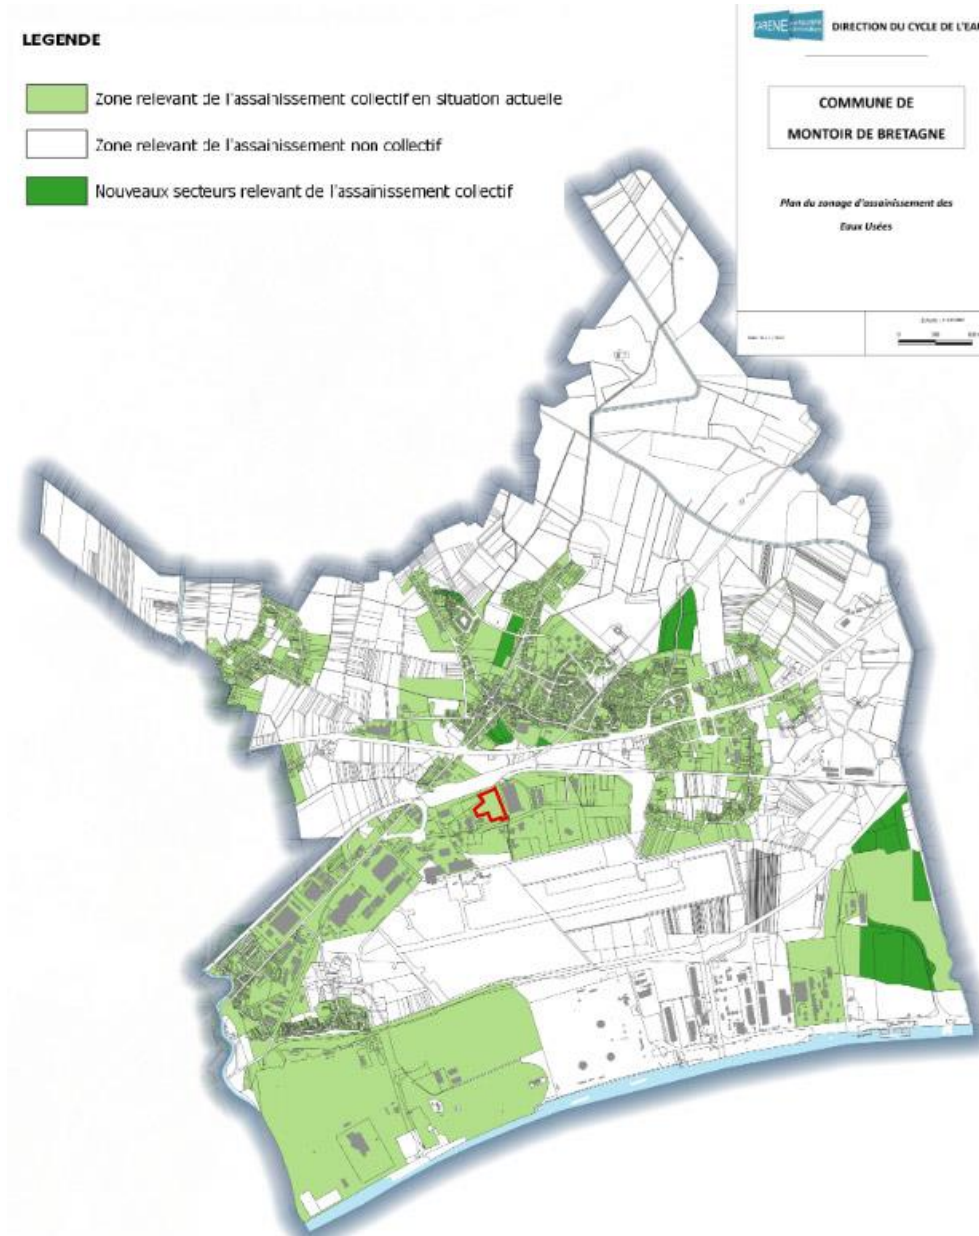 LEGENDE
Zone relevant de l'assainissement collectif en situation actuelle
Zone relevant de l'assainissement non collectif
Nouveaux secteurs relevant de l'assainissement collectif
CARENE
DIRECTION DU CYCLE DE L'EAU
COMMUNE DE
MONTOIR DE BRETAGNE
Plan du zonage d'assainissement des
Eaux Usées